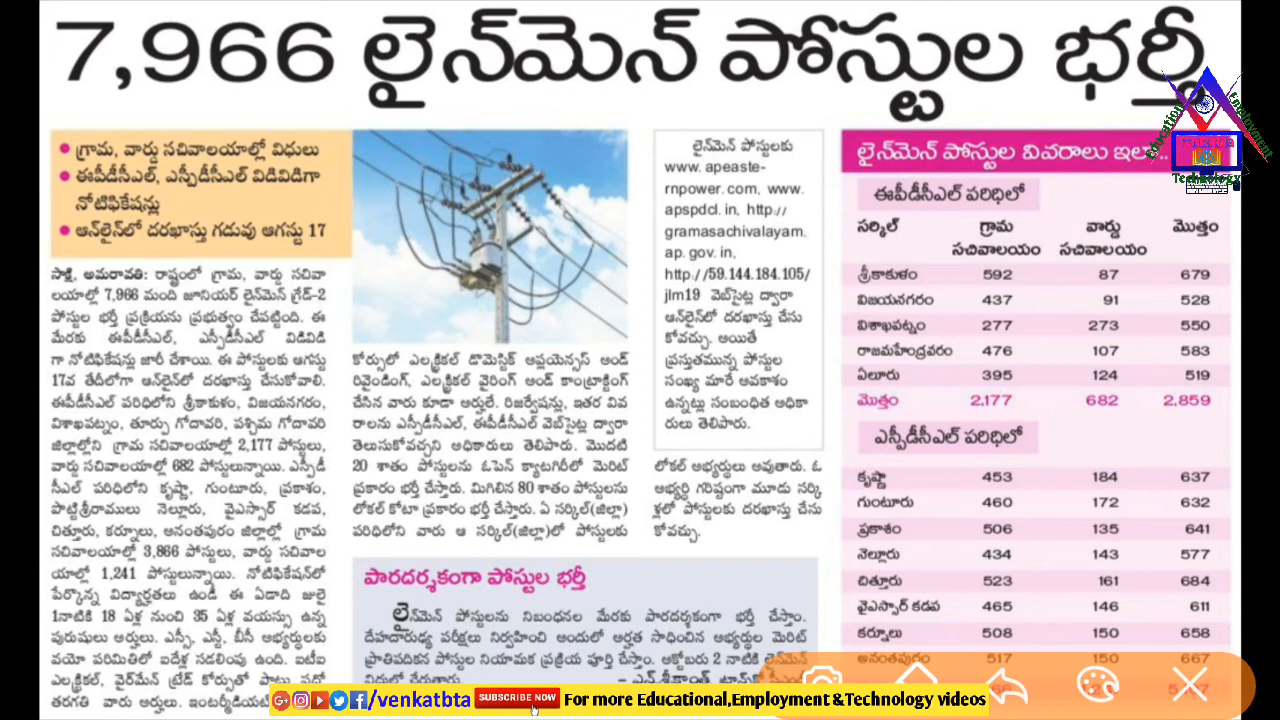 7,966 లైన్‌మెన్ పోస్టుల భర్తీ
● గ్రామ, వార్డు సచివాలయాల్లో విధులు
● ఈపీడీసీఎల్, ఎస్పీడీసీఎల్ విడివిడిగా
నోటిఫికేషన్లు
● ఆన్‌లైన్‌లో దరఖాస్తు గడువు ఆగస్టు 17
సాక్షి, అమరావతి: రాష్ట్రంలో గ్రామ, వార్డు సచివా
లయాల్లో 7,966 మంది జూనియర్ లైన్‌మెన్ గ్రేడ్–2
పోస్టుల భర్తీ ప్రక్రియను ప్రభుత్వం చేపట్టింది. ఈ
మేరకు ఈపీడీసీఎల్, ఎస్పీడీసీఎల్ విడివిడి
గా నోటిఫికేషన్లు జారీ చేశాయి. ఈ పోస్టులకు ఆగస్టు
17వ తేదీలోగా ఆన్‌లైన్‌లో దరఖాస్తు చేసుకోవాలి.
ఈపీడీసీఎల్ పరిధిలోని శ్రీకాకుళం, విజయనగరం,
విశాఖపట్నం, తూర్పు గోదావరి, పశ్చిమ గోదావరి
జిల్లాల్లోని గ్రామ సచివాలయాల్లో 2,177 పోస్టులు,
వార్డు సచివాలయాల్లో 682 పోస్టులున్నాయి. ఎస్పీడీ
సీఎల్ పరిధిలోని కృష్ణా, గుంటూరు, ప్రకాశం,
పొట్టిశ్రీరాములు నెల్లూరు, వైఎస్సార్ కడప,
చిత్తూరు, కర్నూలు, అనంతపురం జిల్లాల్లో గ్రామ
సచివాలయాల్లో 3,866 పోస్టులు, వార్డు సచివాల
యాల్లో 1,241 పోస్టులున్నాయి. నోటిఫికేషన్‌లో
పేర్కొన్న విద్యార్హతలు ఉండి ఈ ఏడాది జులై
1నాటికి 18 ఏళ్ల నుంచి 35 ఏళ్ల వయస్సు ఉన్న
పురుషులు అర్హులు. ఎస్సీ, ఎస్టీ, బీసీ అభ్యర్థులకు
వయో పరిమితిలో ఐదేళ్ల సడలింపు ఉంది. ఐటీఐ
ఎలక్ట్రికల్, వైర్‌మేన్ ట్రేడ్ కోర్సుతో పాటు పదో
తరగతి వారు అర్హులు. ఇంటర్మీడియట్
కోర్సులో ఎలక్ట్రికల్ డొమెస్టిక్ అప్లయెన్సస్ అండ్
రివైండింగ్, ఎలక్ట్రికల్ వైరింగ్ అండ్ కాంట్రాక్టింగ్
చేసిన వారు కూడా అర్హులే. రిజర్వేషన్లు, ఇతర వివ
రాలను ఎస్పీడీసీఎల్, ఈపీడీసీఎల్ వెబ్‌సైట్ల ద్వారా
తెలుసుకోవచ్చని అధికారులు తెలిపారు. మొదటి
20 శాతం పోస్టులను ఓపెన్ క్యాటగిరీలో మెరిట్
ప్రకారం భర్తీ చేస్తారు. మిగిలిన 80 శాతం పోస్టులను
లోకల్ కోటా ప్రకారం భర్తీ చేస్తారు. ఏ సర్కిల్(జిల్లా)
పరిధిలోని వారు ఆ సర్కిల్(జిల్లా)లో పోస్టులకు
లైన్‌మెన్ పోస్టులకు
www. apeaste-
rnpower. com, www.
apspdcl. in, http://
gramasachivalayam.
ap. gov. in,
http://59.144.184.105/
jlm19 వెబ్‌సైట్ల ద్వారా
ఆన్‌లైన్‌లో దరఖాస్తు చేసు
కోవచ్చు. అయితే
ప్రస్తుతమున్న పోస్టుల
సంఖ్య మారే అవకాశం
ఉన్నట్లు సంబంధిత అధికా
రులు తెలిపారు.
లోకల్ అభ్యర్థులు అవుతారు. ఓ
అభ్యర్థి గరిష్టంగా మూడు సర్కి
ళ్లలో పోస్టులకు దరఖాస్తు చేసు
కోవచ్చు.
పారదర్శకంగా పోస్టుల భర్తీ
లైన్‌మెన్ పోస్టులను నిబంధనల మేరకు పారదర్శకంగా భర్తీ చేస్తాం.
దేహదారుఢ్య పరీక్షలు నిర్వహించి అందులో అర్హత సాధించిన అభ్యర్థుల మెరిట్
ప్రాతిపదికన పోస్టుల నియామక ప్రక్రియ పూర్తి చేస్తాం. అక్టోబరు 2 నాటికి లైన్‌మెన్
లైన్‌మెన్ పోస్టుల వివరాలు ఇలా..
ఈపీడీసీఎల్ పరిధిలో
సర్కిల్ గ్రామ వార్డు మొత్తం
సచివాలయం సచివాలయం
శ్రీకాకుళం 592 87 679
విజయనగరం 437 91 528
విశాఖపట్నం 277 273 550
రాజమహేంద్రవరం 476 107 583
ఏలూరు 395 124 519
మొత్తం 2,177 682 2,859
ఎస్పీడీసీఎల్ పరిధిలో
కృష్ణా 453 184 637
గుంటూరు 460 172 632
ప్రకాశం 506 135 641
నెల్లూరు 434 143 577
చిత్తూరు 523 161 684
వైఎస్సార్ కడప 465 146 611
కర్నూలు 508 150 658
అనంతపురం 517 150 667
Education
Employment
Technology
/venkatbta SUBSCRIBE NOW For more Educational,Employment &Technology videos